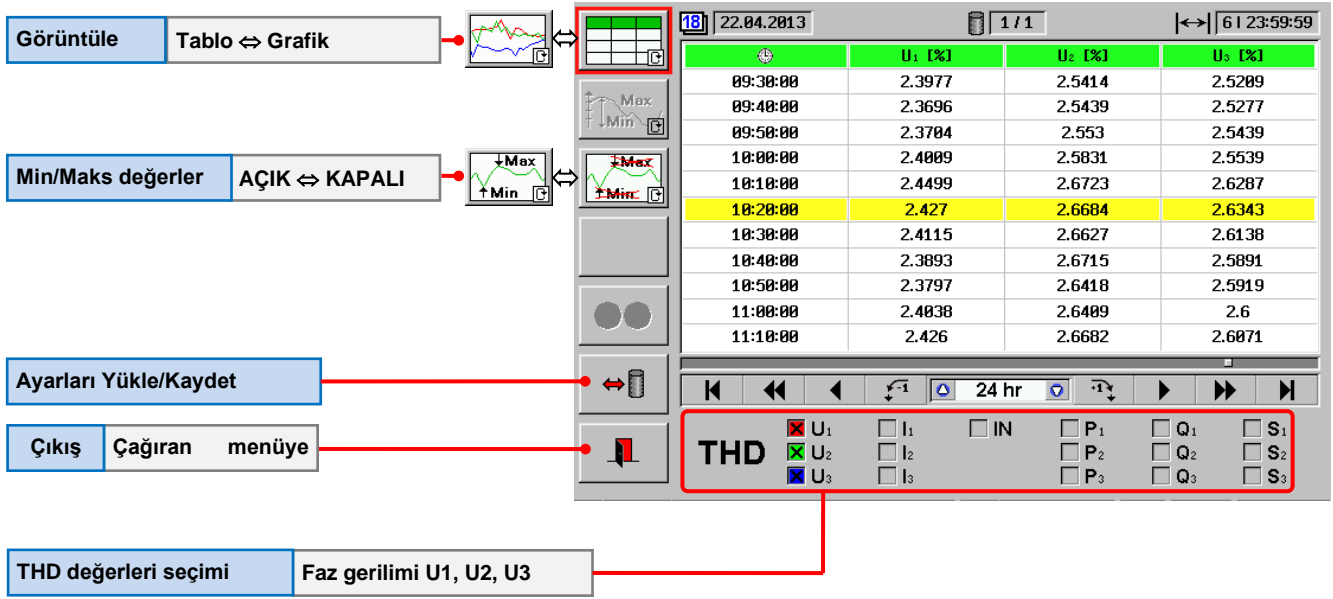 Görüntüle Tablo ⇔ Grafik
Min/Maks değerler AÇIK ⇔ KAPALI
Max
Min
Max
Min
Max
Min
Ayarları Yükle/Kaydet
Çıkış Çağıran menüye
THD değerleri seçimi Faz gerilimi U1, U2, U3
18 22.04.2013 1 / 1 6 | 23:59:59
U1 [%] U2 [%] U3 [%]
09:30:00 2.3977 2.5414 2.5209
09:40:00 2.3696 2.5439 2.5277
09:50:00 2.3704 2.553 2.5439
10:00:00 2.4009 2.5831 2.5539
10:10:00 2.4499 2.6723 2.6287
10:20:00 2.427 2.6684 2.6343
10:30:00 2.4115 2.6627 2.6138
10:40:00 2.3893 2.6715 2.5891
10:50:00 2.3797 2.6418 2.5919
11:00:00 2.4038 2.6409 2.6
11:10:00 2.426 2.6682 2.6071
-1 24 hr +1
THD
U1 I1 IN P1 Q1 S1
U2 I2 P2 Q2 S2
U3 I3 P3 Q3 S3